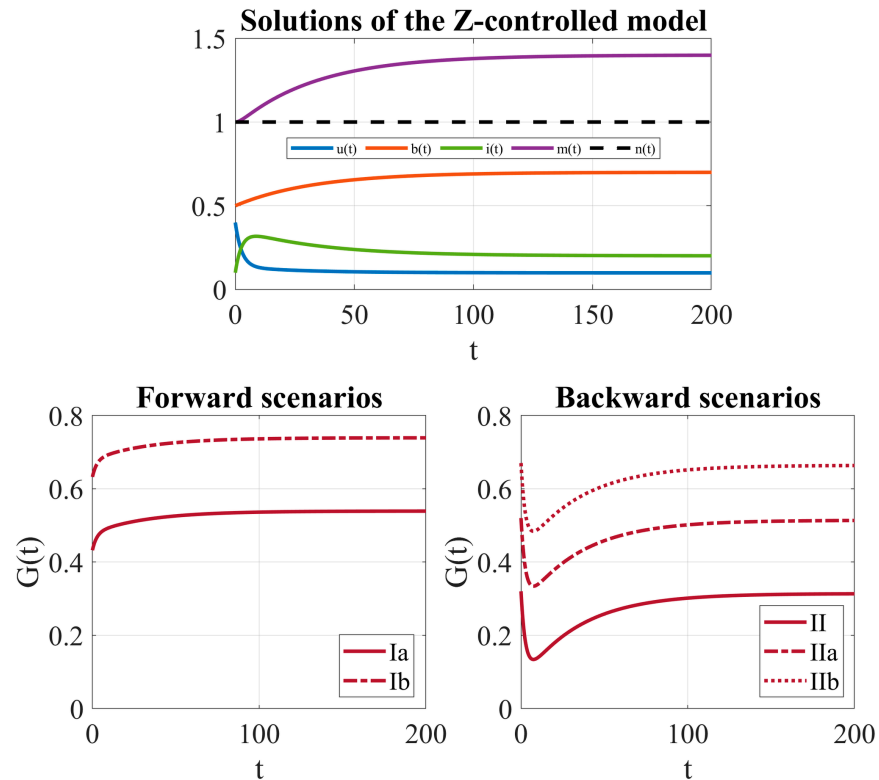 Solutions of the Z-controlled model
1.5
1
0.5
0
u(t) b(t) i(t) m(t) n(t)
0 50 100 150 200
t
Forward scenarios
G(t)
0.8
0.6
0.4
0.2
0
Ia
Ib
0 100 200
t
Backward scenarios
G(t)
0.8
0.6
0.4
0.2
0
II
IIa
IIb
0 100 200
t